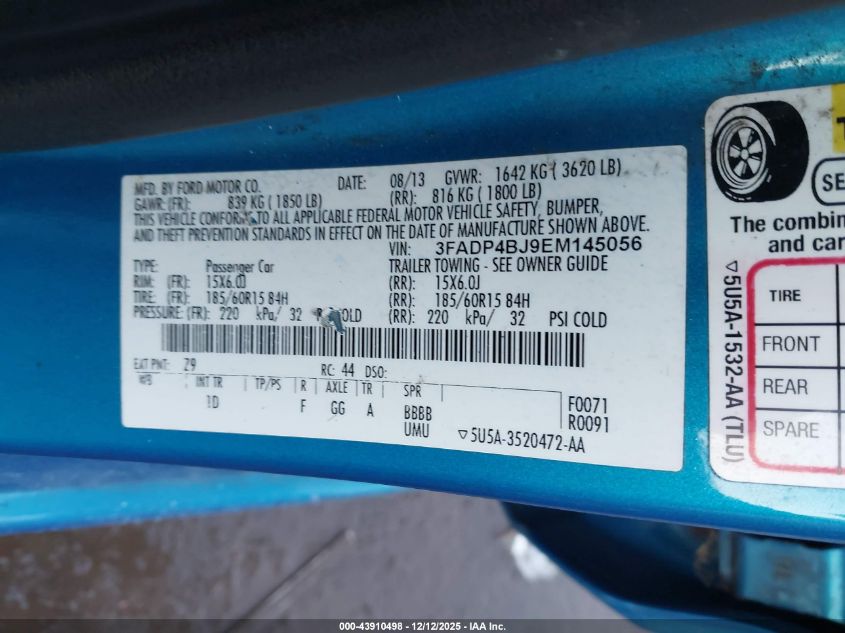 MFD. BY FORD MOTOR CO. DATE: 08/13 GVWR: 1642 KG ( 3620 LB)
GAWR: (FR): 839 KG ( 1850 LB) (RR): 816 KG ( 1800 LB)
THIS VEHICLE CONFORMS TO ALL APPLICABLE FEDERAL MOTOR VEHICLE SAFETY, BUMPER,
AND THEFT PREVENTION STANDARDS IN EFFECT ON THE DATE OF MANUFACTURE SHOWN ABOVE.
VIN: 3FADP4BJ9EM145056
TYPE: Passenger Car TRAILER TOWING - SEE OWNER GUIDE
RIM: (FR): 15X6.0J (RR): 15X6.0J
TIRE: (FR): 185/60R15 84H (RR): 185/60R15 84H
PRESSURE: (FR): 220 kPa/ 32 COLD (RR): 220 kPa/ 32 PSI COLD
EXT PNT: Z9 RC: 44 DSO:
WB INT TR TP/PS R AXLE TR SPR
1D F GG A BBBB F0071
UMU R0091
▽5U5A-3520472-AA
SE
The combin
and car
TIRE
FRONT
REAR
SPARE
▽5U5A-1532-AA (TLU)
000-43910498 - 12/12/2025 - IAA Inc.